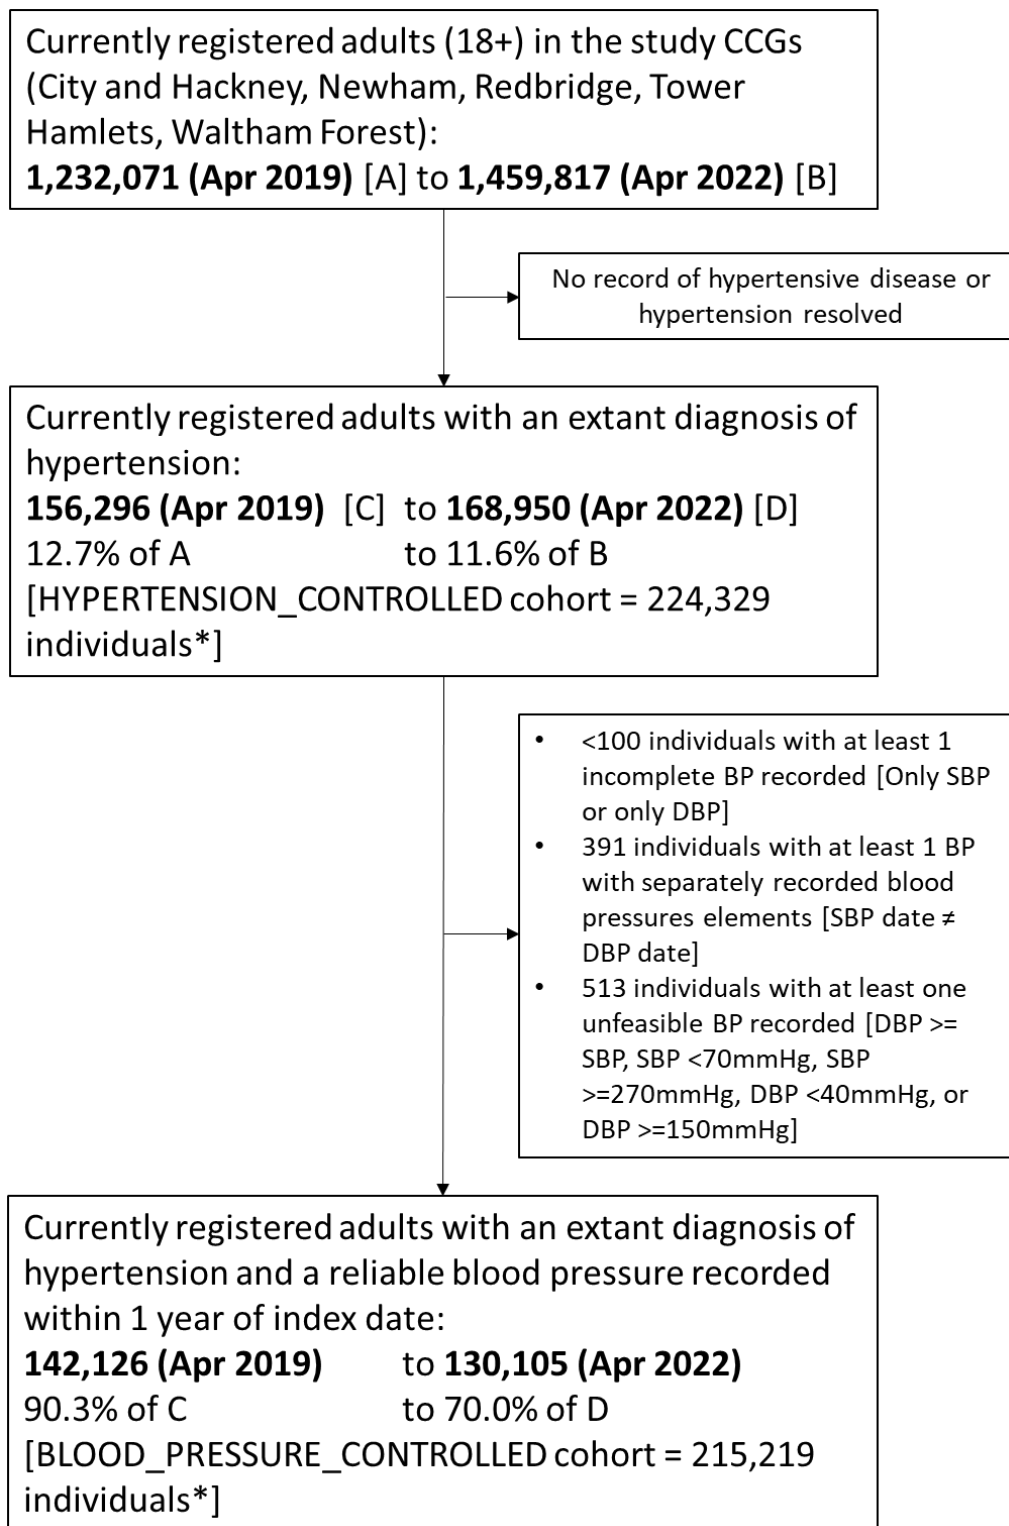 Currently registered adults (18+) in the study CCGs
(City and Hackney, Newham, Redbridge, Tower
Hamlets, Waltham Forest):
1,232,071 (Apr 2019) [A] to 1,459,817 (Apr 2022) [B]
No record of hypertensive disease or
hypertension resolved
Currently registered adults with an extant diagnosis of
hypertension:
156,296 (Apr 2019) [C] to 168,950 (Apr 2022) [D]
12.7% of A to 11.6% of B
[HYPERTENSION_CONTROLLED cohort = 224,329
individuals*]
• <100 individuals with at least 1
incomplete BP recorded [Only SBP
or only DBP]
• 391 individuals with at least 1 BP
with separately recorded blood
pressures elements [SBP date ≠
DBP date]
• 513 individuals with at least one
unfeasible BP recorded [DBP >=
SBP, SBP <70mmHg, SBP
>=270mmHg, DBP <40mmHg, or
DBP >=150mmHg]
Currently registered adults with an extant diagnosis of
hypertension and a reliable blood pressure recorded
within 1 year of index date:
142,126 (Apr 2019) to 130,105 (Apr 2022)
90.3% of C to 70.0% of D
[BLOOD_PRESSURE_CONTROLLED cohort = 215,219
individuals*]